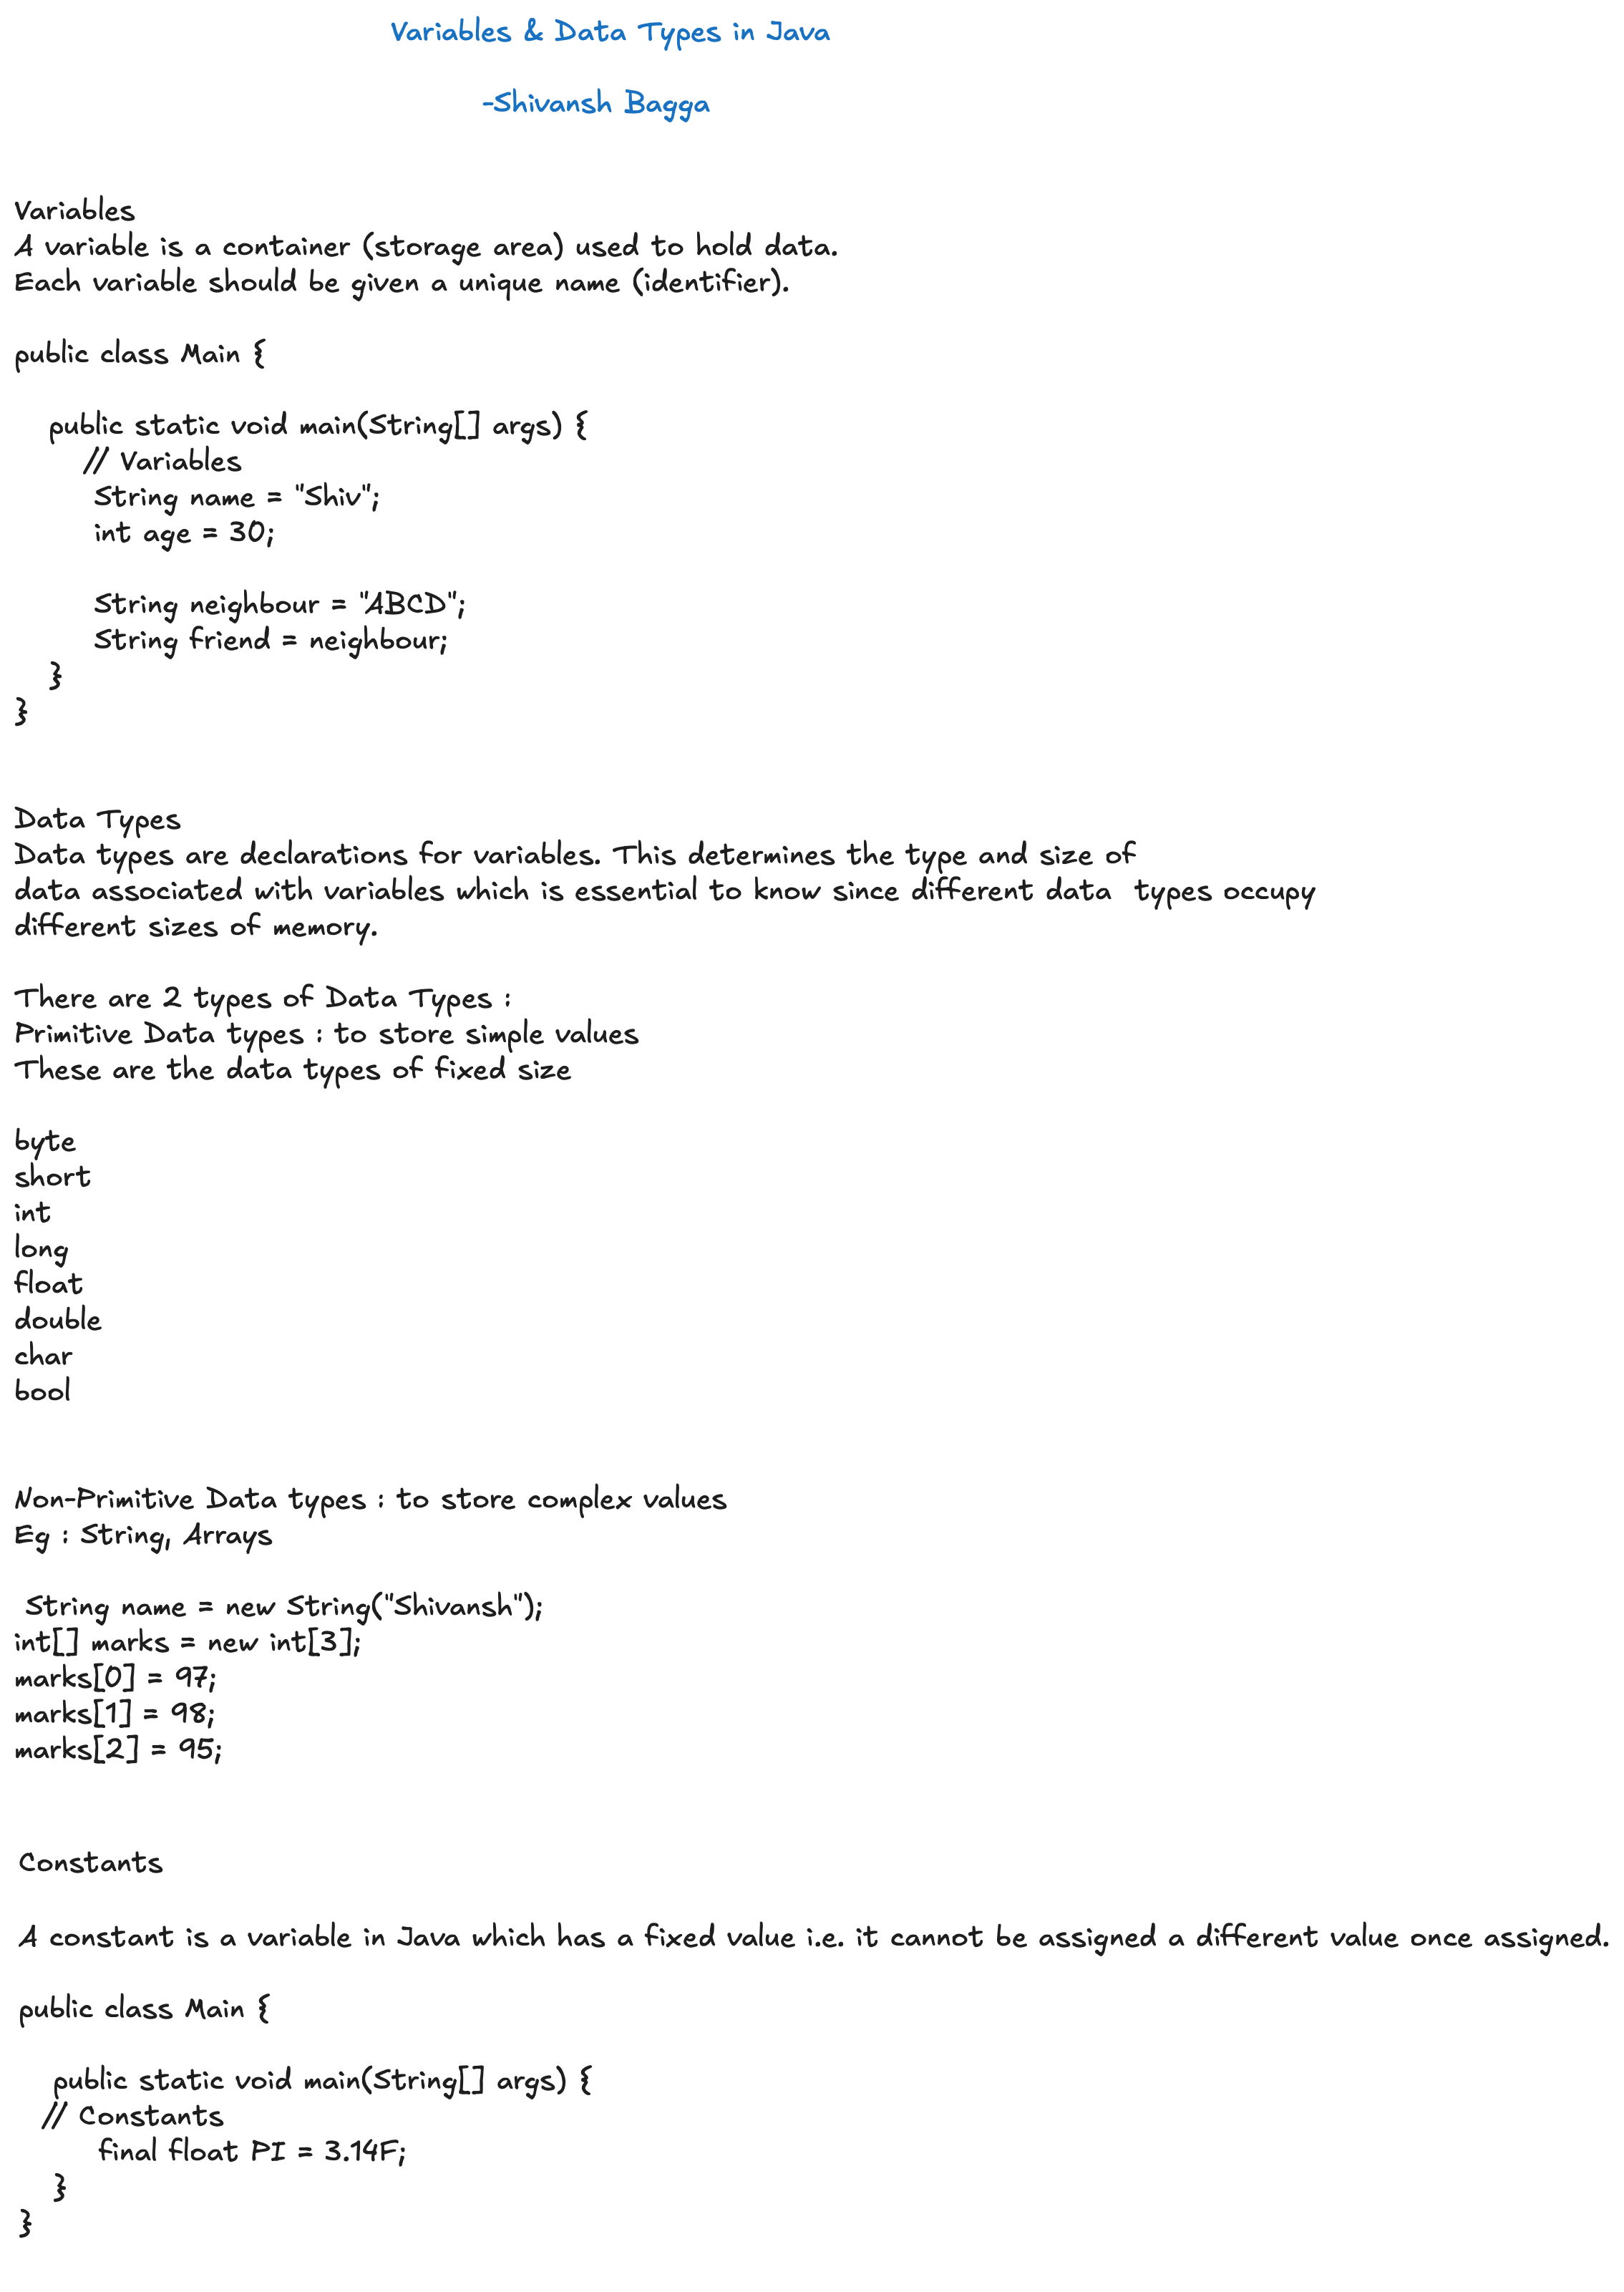 Variables & Data Types in Java
-Shivansh Bagga
Variables
A variable is a container (storage area) used to hold data.
Each variable should be given a unique name (identifier).
public class Main {
public static void main(String[] args) {
// Variables
String name = "Shiv";
int age = 30;
String neighbour = "ABCD";
String friend = neighbour;
}
}
Data Types
Data types are declarations for variables. This determines the type and size of
data associated with variables which is essential to know since different data types occupy
different sizes of memory.
There are 2 types of Data Types :
Primitive Data types : to store simple values
These are the data types of fixed size
byte
short
int
long
float
double
char
bool
Non-Primitive Data types : to store complex values
Eg : String, Arrays
String name = new String("Shivansh");
int[] marks = new int[3];
marks[0] = 97;
marks[1] = 98;
marks[2] = 95;
Constants
A constant is a variable in Java which has a fixed value i.e. it cannot be assigned a different value once assigned.
public class Main {
public static void main(String[] args) {
// Constants
final float PI = 3.14F;
}
}